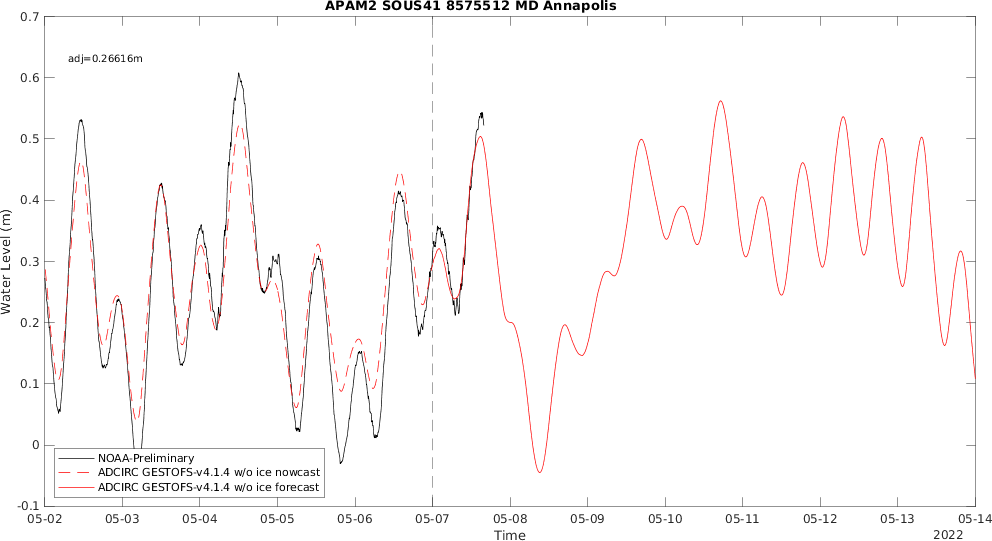 APAM2 SOUS41 8575512 MD Annapolis
adj=0.26616m
Water Level (m)
0.7
0.6
0.5
0.4
0.3
0.2
0.1
0
-0.1
NOAA-Preliminary
ADCIRC GESTOFS-v4.1.4 w/o ice nowcast
ADCIRC GESTOFS-v4.1.4 w/o ice forecast
05-02 05-03 05-04 05-05 05-06 05-07 05-08 05-09 05-10 05-11 05-12 05-13 05-14
Time
2022